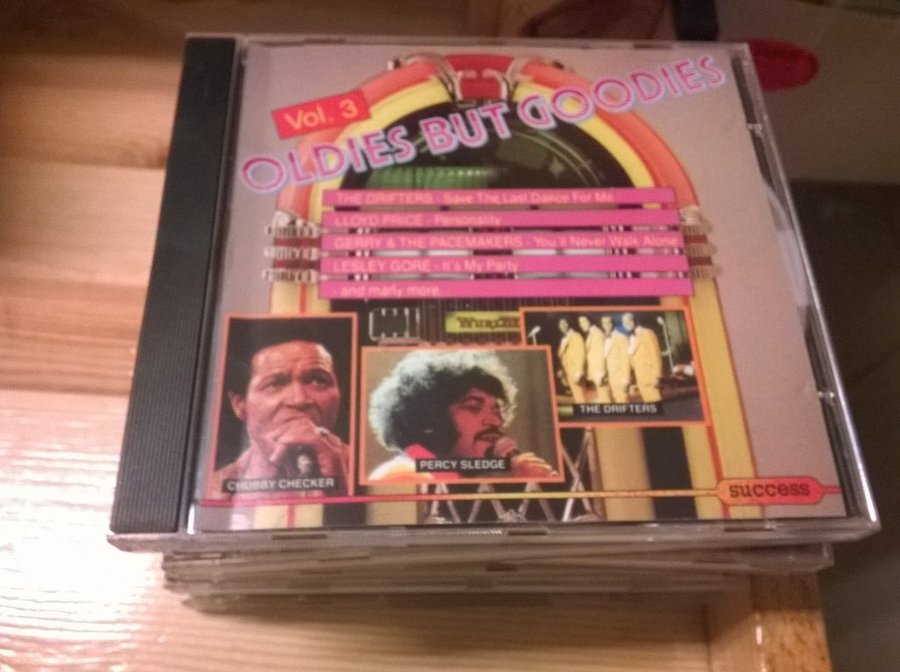 Vol. 3
OLDIES BUT GOODIES
THE DRIFTERS - Save The Last Dance For Me
LLOYD PRICE - Personality
GERRY & THE PACEMAKERS - You'll Never Walk Alone
LESLEY GORE - It's My Party
- and many more
THE DRIFTERS
PERCY SLEDGE
CHUBBY CHECKER
success